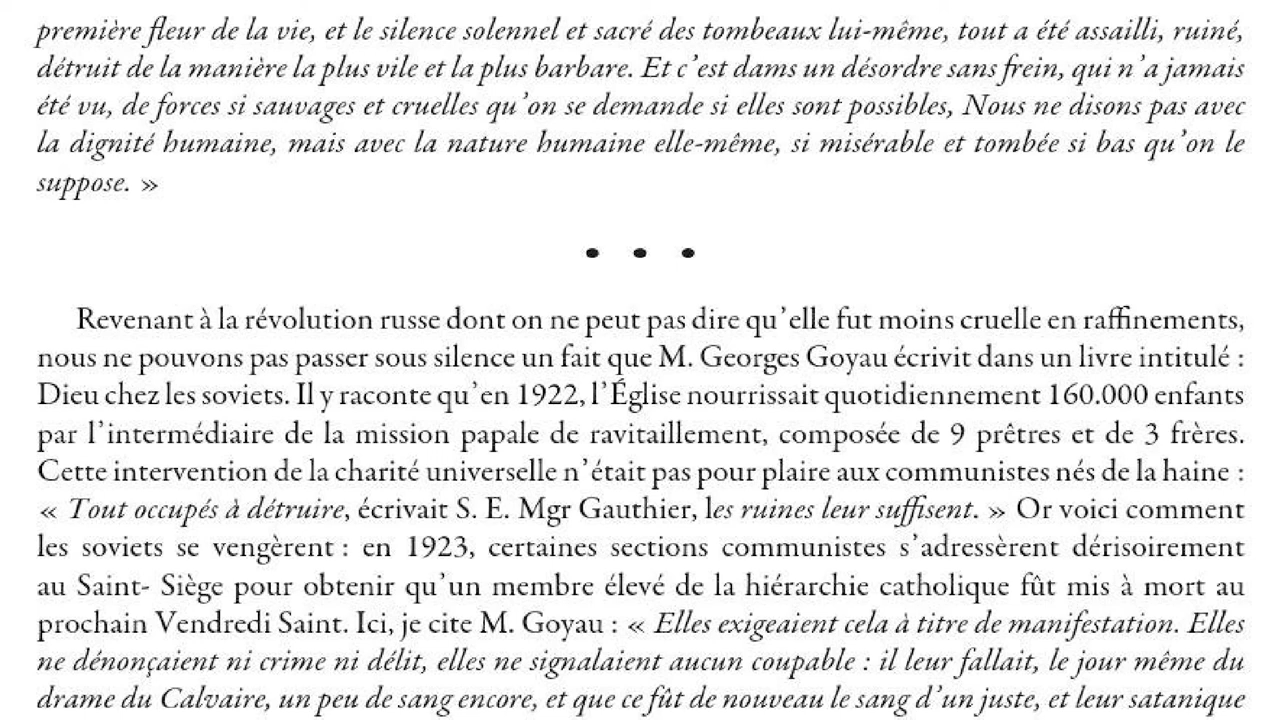 première fleur de la vie, et le silence solennel et sacré des tombeaux lui-même, tout a été assailli, ruiné,
détruit de la manière la plus vile et la plus barbare. Et c’est dams un désordre sans frein, qui n’a jamais
été vu, de forces si sauvages et cruelles qu’on se demande si elles sont possibles, Nous ne disons pas avec
la dignité humaine, mais avec la nature humaine elle-même, si misérable et tombée si bas qu’on le
suppose. »
• • •
Revenant à la révolution russe dont on ne peut pas dire qu’elle fut moins cruelle en raffinements,
nous ne pouvons pas passer sous silence un fait que M. Georges Goyau écrivit dans un livre intitulé :
Dieu chez les soviets. Il y raconte qu’en 1922, l’Église nourrissait quotidiennement 160.000 enfants
par l’intermédiaire de la mission papale de ravitaillement, composée de 9 prêtres et de 3 frères.
Cette intervention de la charité universelle n’était pas pour plaire aux communistes nés de la haine :
« Tout occupés à détruire, écrivait S. E. Mgr Gauthier, les ruines leur suffisent. » Or voici comment
les soviets se vengèrent : en 1923, certaines sections communistes s’adressèrent dérisoirement
au Saint- Siège pour obtenir qu’un membre élevé de la hiérarchie catholique fût mis à mort au
prochain Vendredi Saint. Ici, je cite M. Goyau : « Elles exigeaient cela à titre de manifestation. Elles
ne dénonçaient ni crime ni délit, elles ne signalaient aucun coupable : il leur fallait, le jour même du
drame du Calvaire, un peu de sang encore, et que ce fût de nouveau le sang d’un juste, et leur satanique